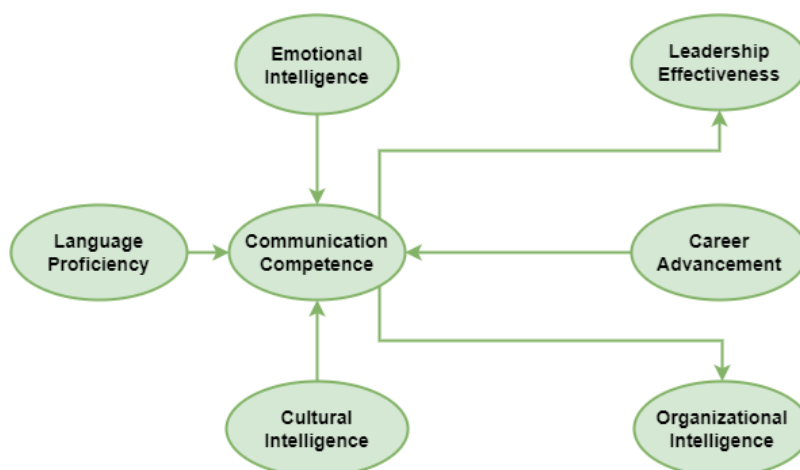 Emotional
Intelligence
Leadership
Effectiveness
Language
Proficiency
Communication
Competence
Career
Advancement
Cultural
Intelligence
Organizational
Intelligence